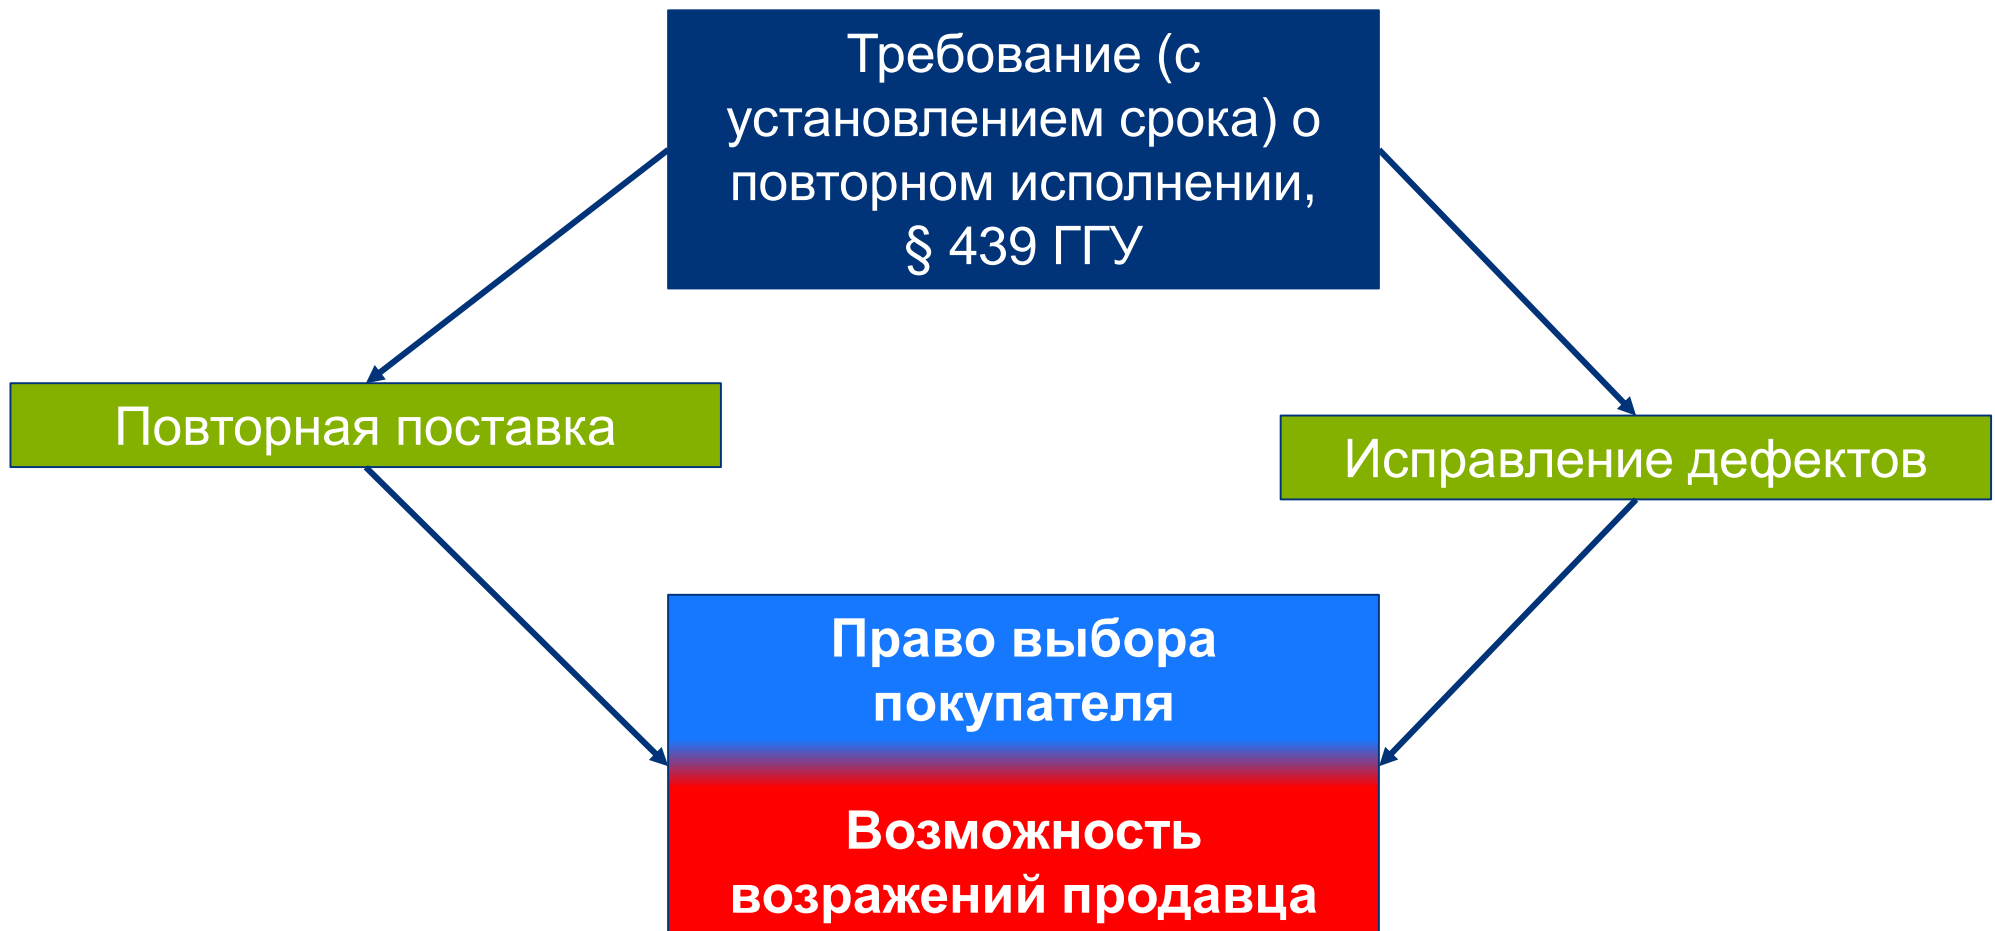 Требование (с
установлением срока) о
повторном исполнении,
§ 439 ГГУ
Повторная поставка
Исправление дефектов
Право выбора
покупателя
Возможность
возражений продавца